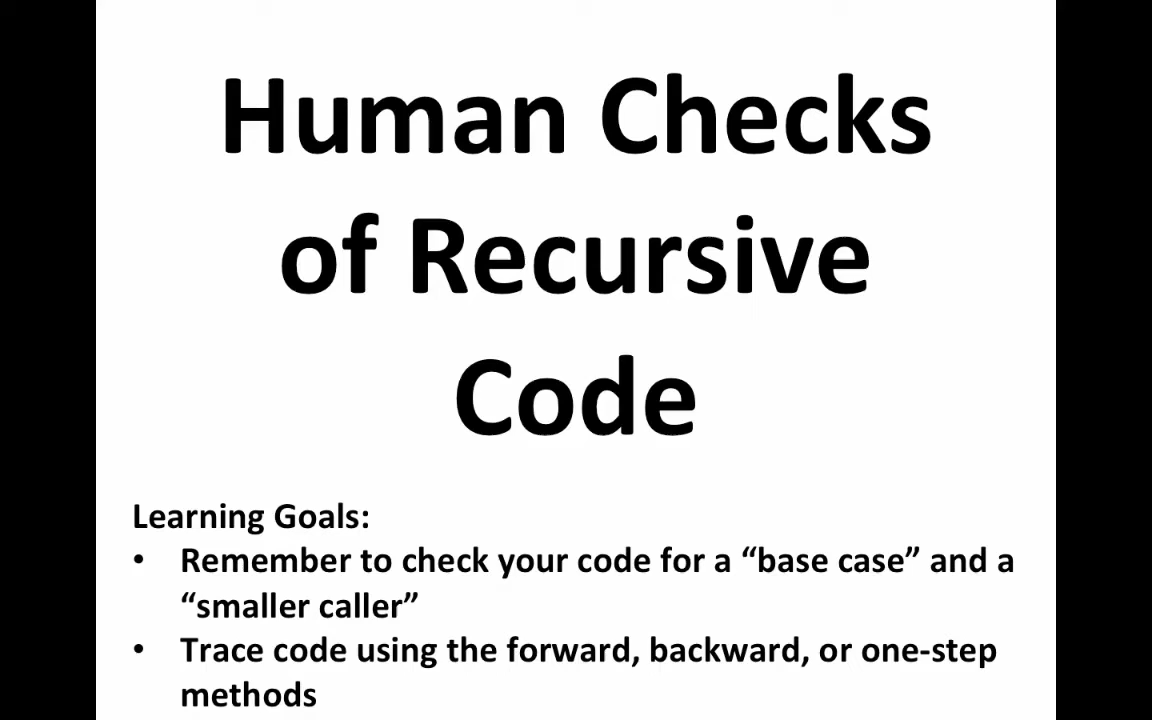 Human Checks
of Recursive
Code
Learning Goals:
• Remember to check your code for a “base case” and a
“smaller caller”
• Trace code using the forward, backward, or one-step
methods